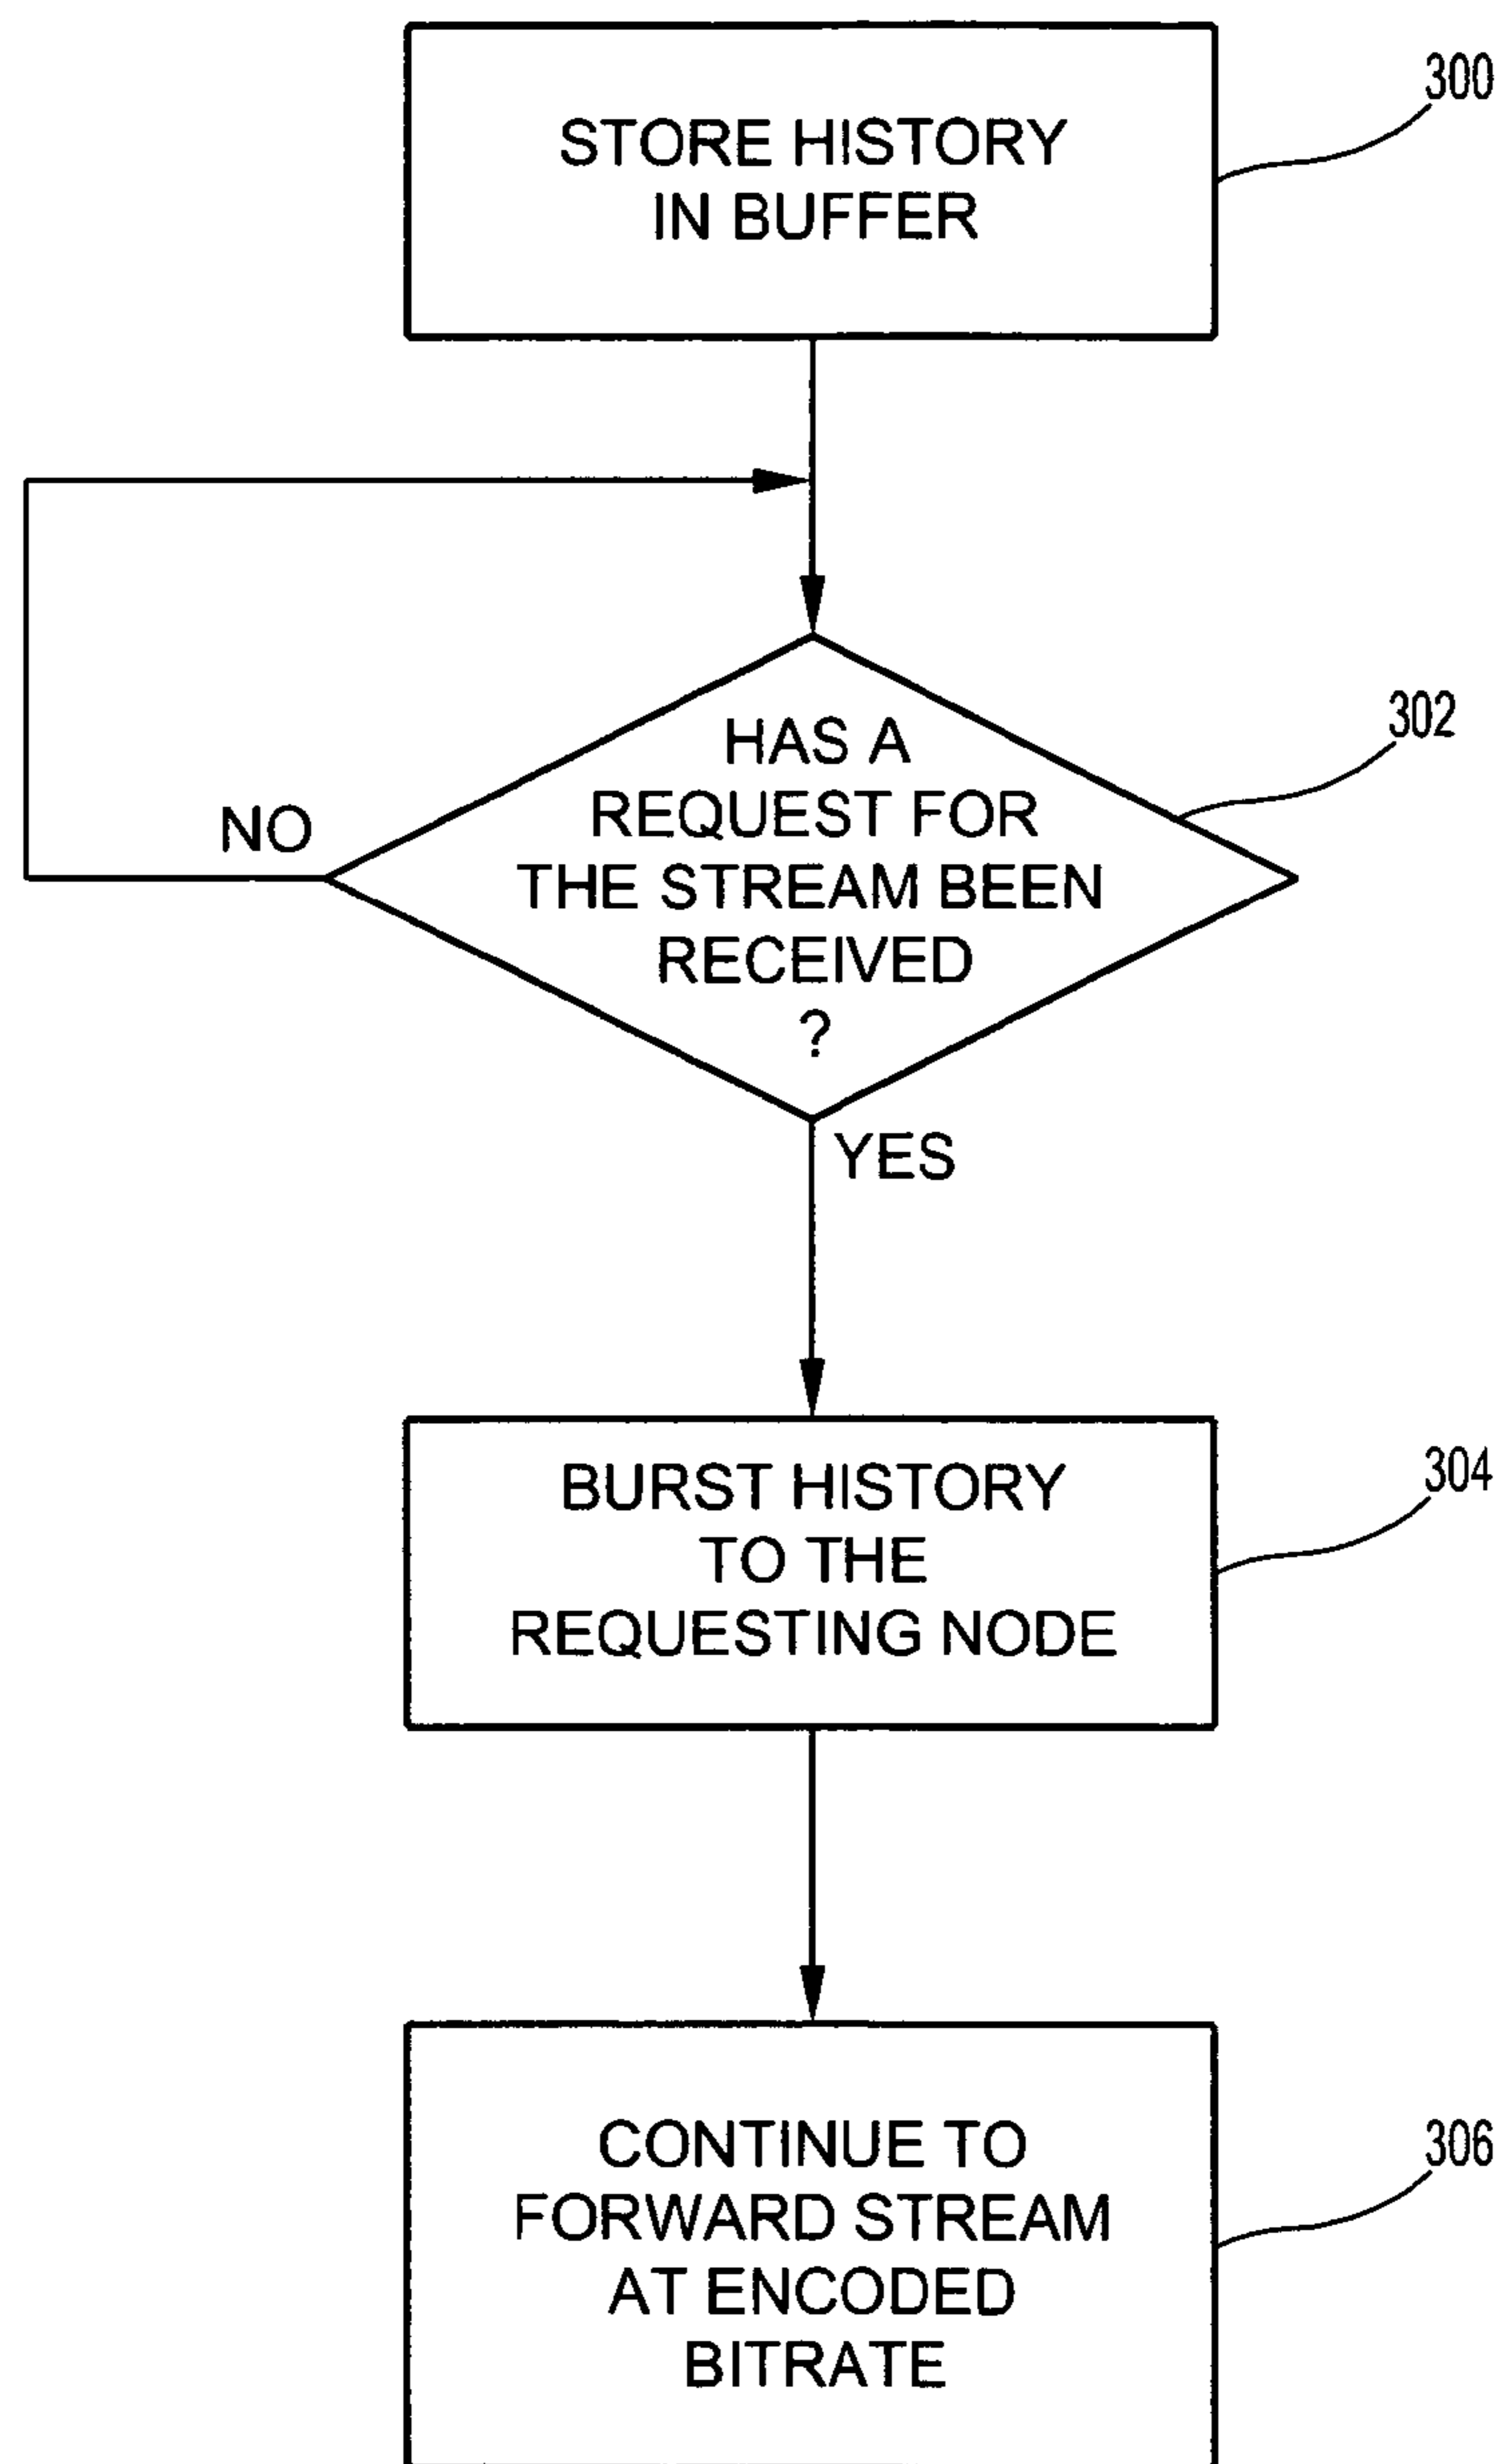 300
STORE HISTORY
IN BUFFER
302
HAS A
REQUEST FOR
THE STREAM BEEN
RECEIVED
?
NO
YES
304
BURST HISTORY
TO THE
REQUESTING NODE
306
CONTINUE TO
FORWARD STREAM
AT ENCODED
BITRATE